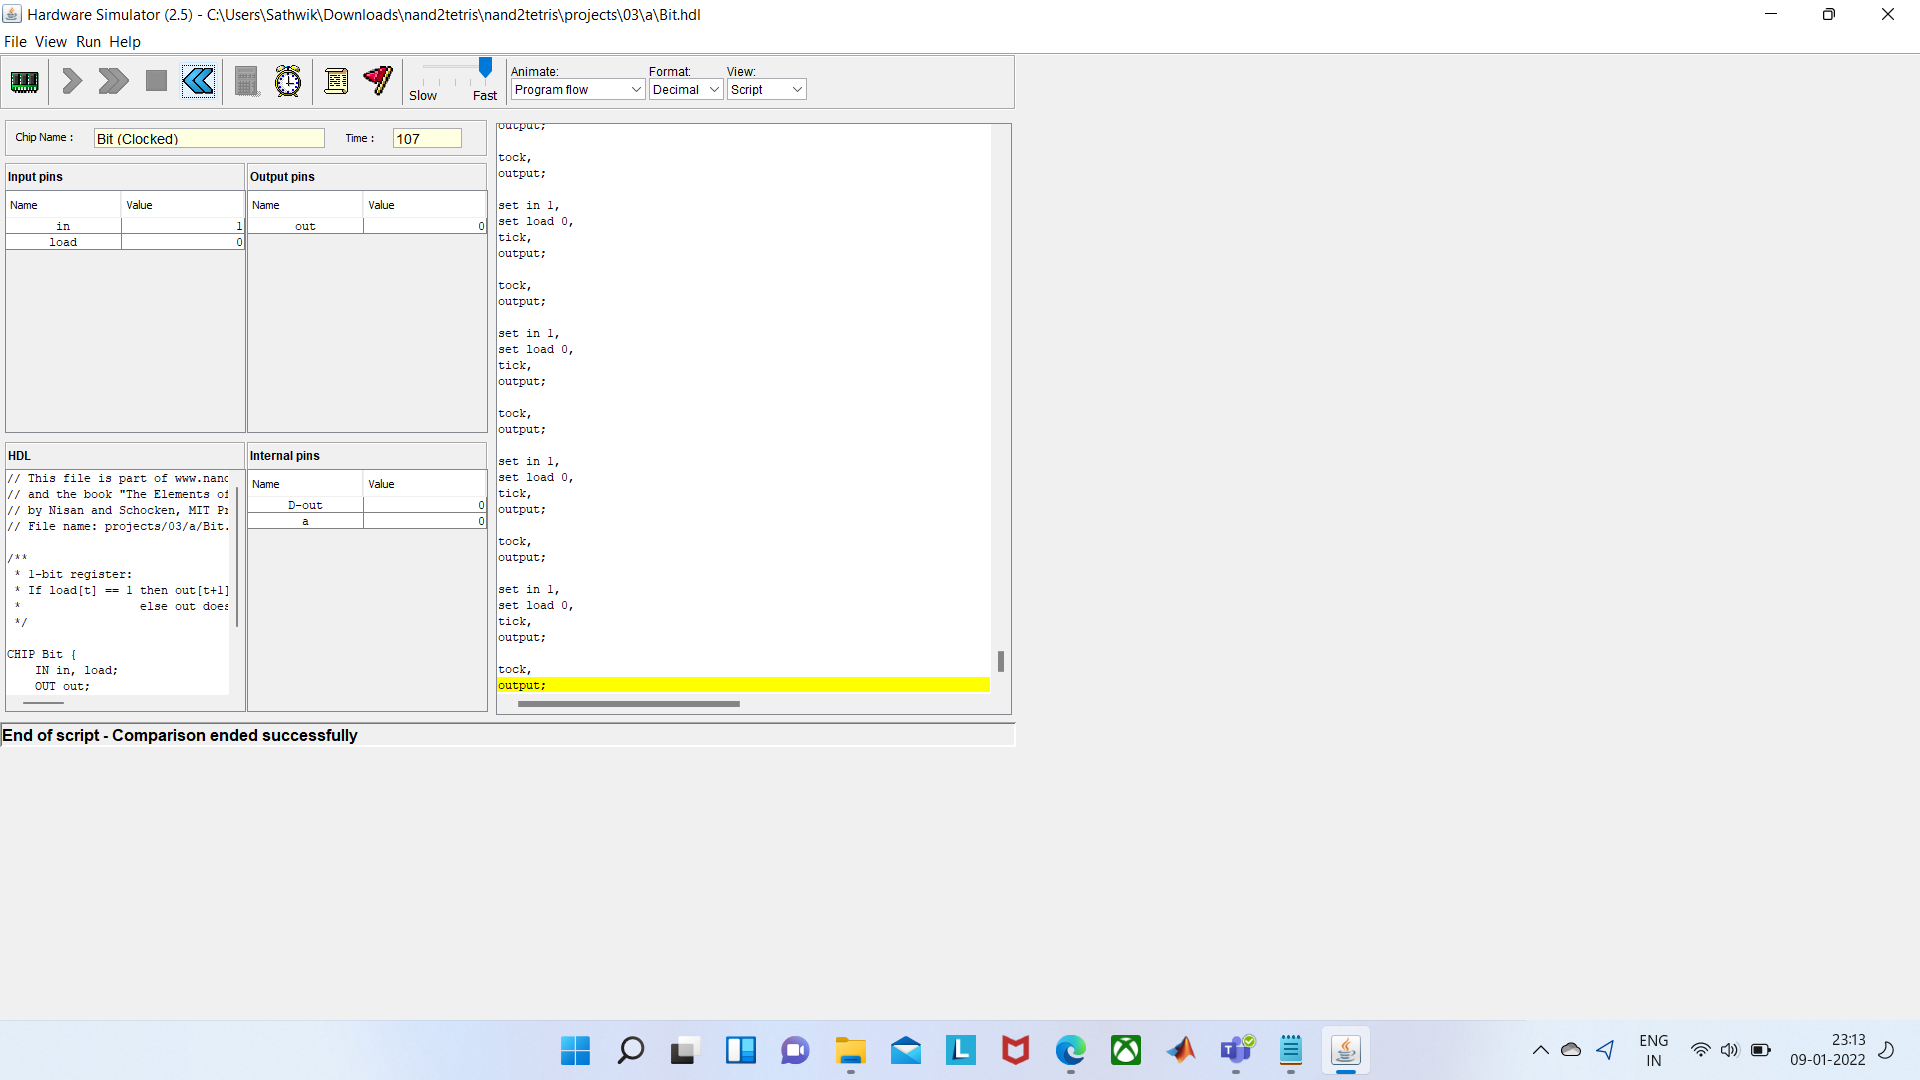 Hardware Simulator (2.5) - C:\Users\Sathwik\Downloads\nand2tetris\nand2tetris\projects\03\a\Bit.hdl
File View Run Help
Slow Fast
Animate: Format: View:
Program flow Decimal Script
Chip Name : Bit (Clocked) Time : 107
Input pins
Name Value
in 1
load 0
Output pins
Name Value
out 0
HDL
// This file is part of www.nand
// and the book "The Elements of
// by Nisan and Schocken, MIT Pr
// File name: projects/03/a/Bit.
/**
* 1-bit register:
* If load[t] == 1 then out[t+1]
* else out does
*/
CHIP Bit {
IN in, load;
OUT out;
Internal pins
Name Value
D-out 0
a 0
output;
tock,
output;
set in 1,
set load 0,
tick,
output;
tock,
output;
set in 1,
set load 0,
tick,
output;
tock,
output;
set in 1,
set load 0,
tick,
output;
tock,
output;
set in 1,
set load 0,
tick,
output;
tock,
output;
End of script - Comparison ended successfully
L
T
ENG
IN
23:13
09-01-2022